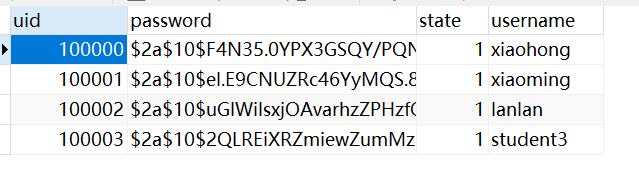 uid password state username
100000 $2a$10$F4N35.0YPX3GSQY/PQN 1 xiaohong
100001 $2a$10$el.E9CNUZRc46YyMQS.8 1 xiaoming
100002 $2a$10$uGlWilsxjOAvarhzZPHzf 1 lanlan
100003 $2a$10$2QLREiXRZmiewZumMz 1 student3